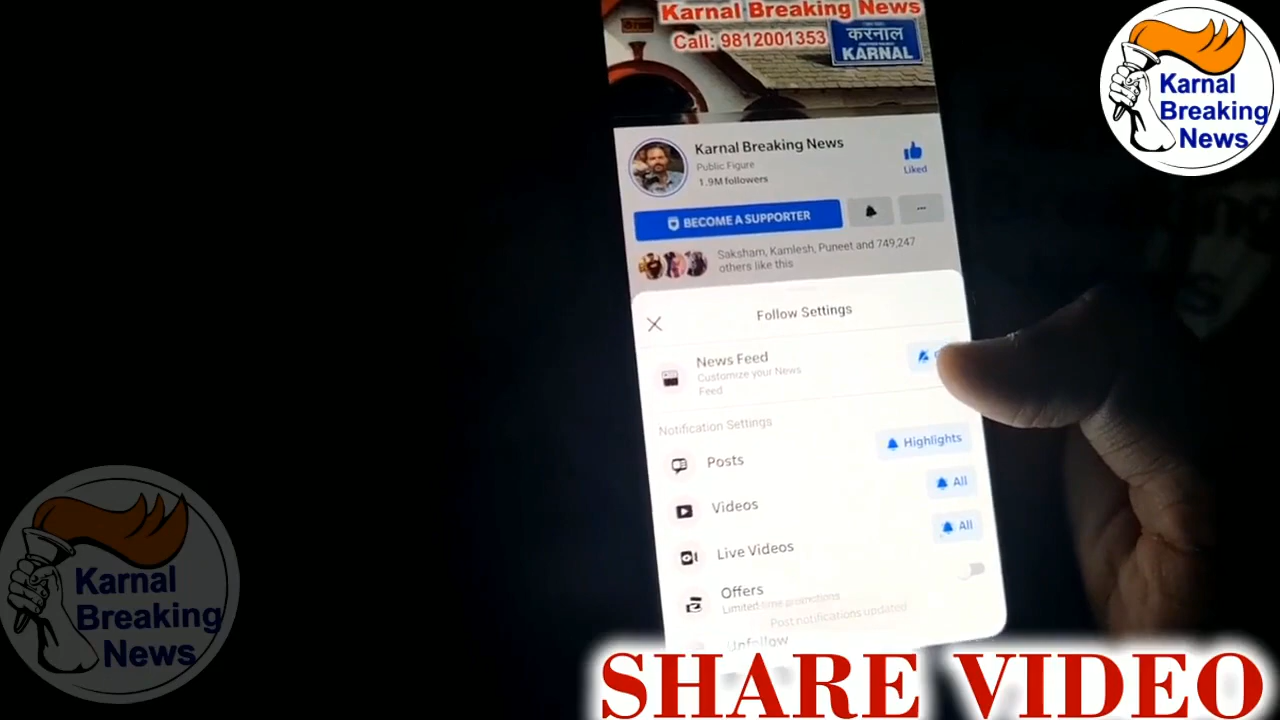 Karnal Breaking News
Call: 9812001353
करनाल
KARNAL
Karnal
Breaking
News
Karnal Breaking News
Public Figure
1.9M followers
Liked
BECOME A SUPPORTER
Saksham, Kamlesh, Puneet and 749,247
others like this
Follow Settings
News Feed
Customize your News
Feed
Notification Settings
Posts
Highlights
Videos
All
Live Videos
All
Offers
Limited time promotions
Post notifications updated
Unfollow
Karnal
Breaking
News
SHARE VIDEO